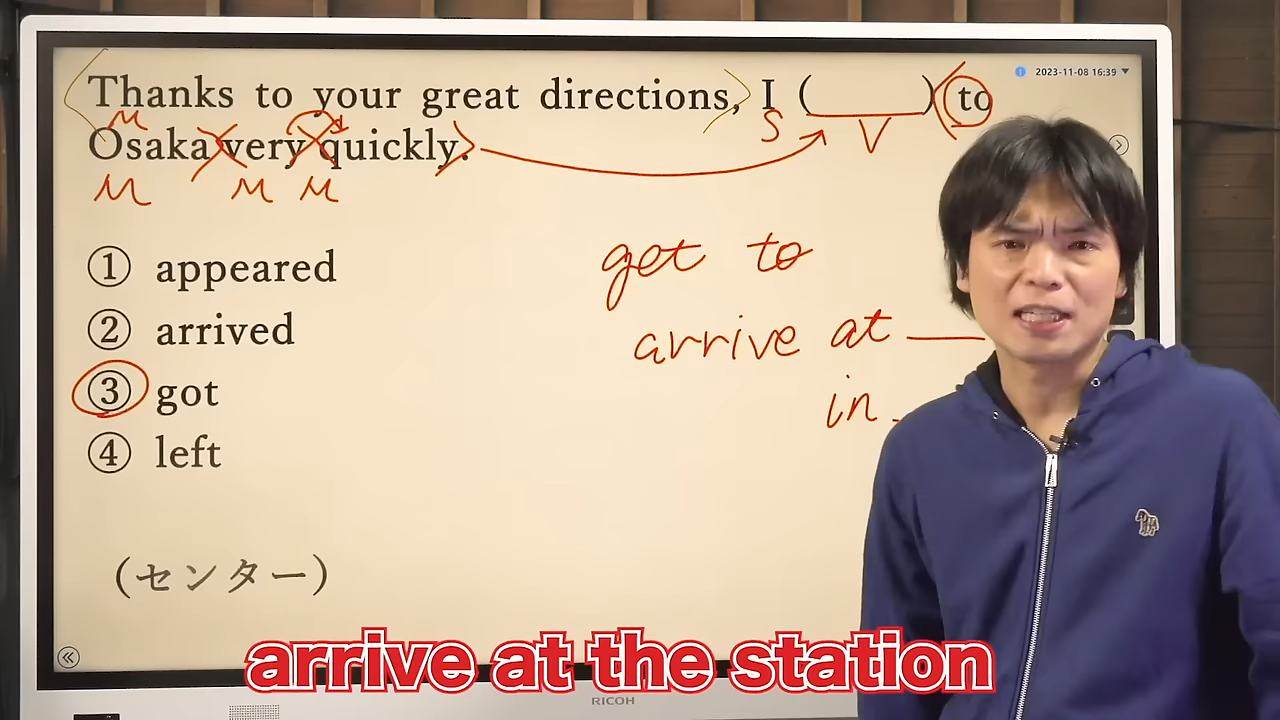 Thanks to your great directions, I ( ) to
S V
M
Osaka very quickly.
M M M
① appeared
② arrived
③ got
④ left
(センター)
get to
arrive at
in
2023-11-08 16:39
arrive at the station
RICOH